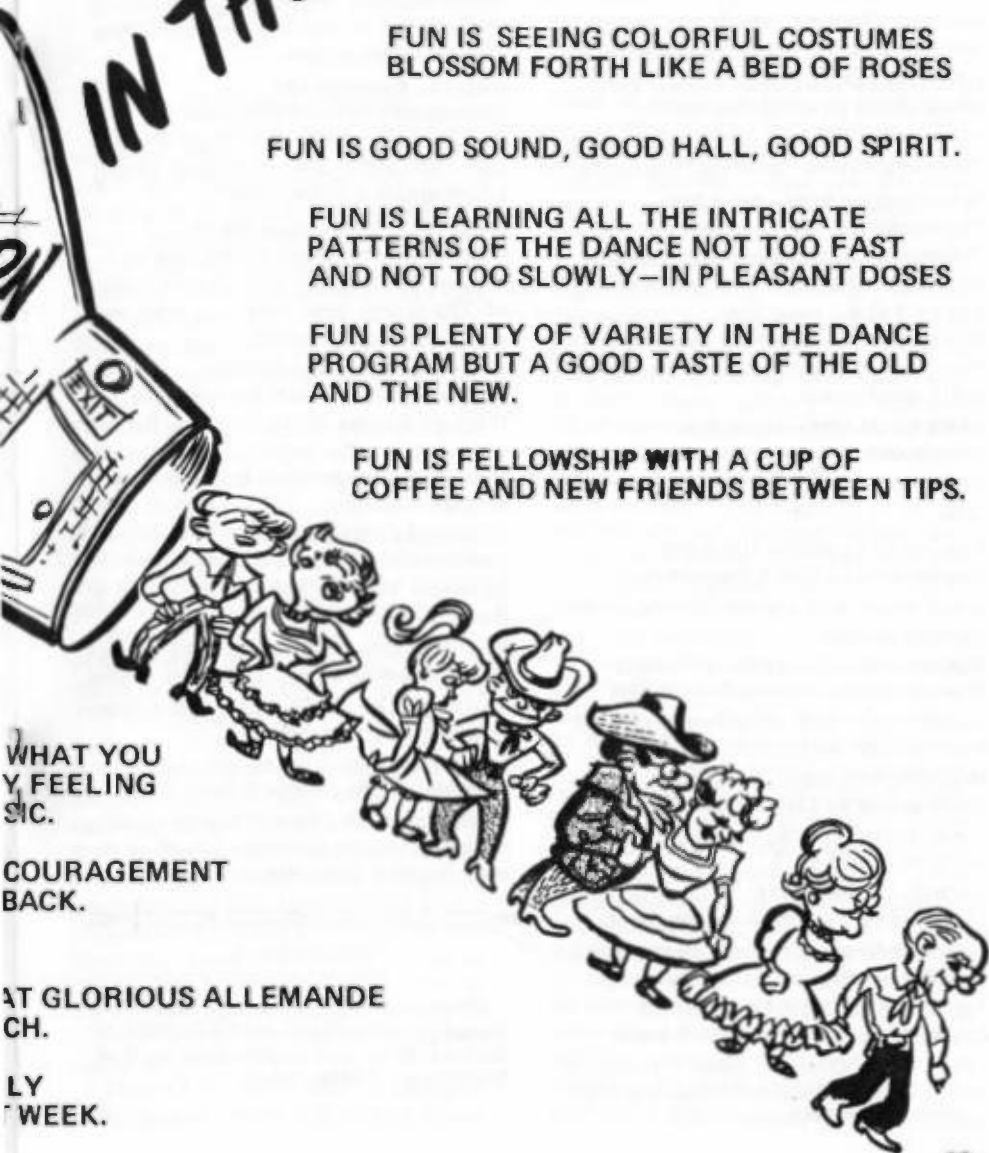 IN
FUN IS SEEING COLORFUL COSTUMES
BLOSSOM FORTH LIKE A BED OF ROSES
FUN IS GOOD SOUND, GOOD HALL, GOOD SPIRIT.
FUN IS LEARNING ALL THE INTRICATE
PATTERNS OF THE DANCE NOT TOO FAST
AND NOT TOO SLOWLY—IN PLEASANT DOSES
FUN IS PLENTY OF VARIETY IN THE DANCE
PROGRAM BUT A GOOD TASTE OF THE OLD
AND THE NEW.
EXIT
FUN IS FELLOWSHIP WITH A CUP OF
COFFEE AND NEW FRIENDS BETWEEN TIPS.
WHAT YOU
Y FEELING
SIC.
COURAGEMENT
BACK.
AT GLORIOUS ALLEMANDE
CH.
LY
WEEK.